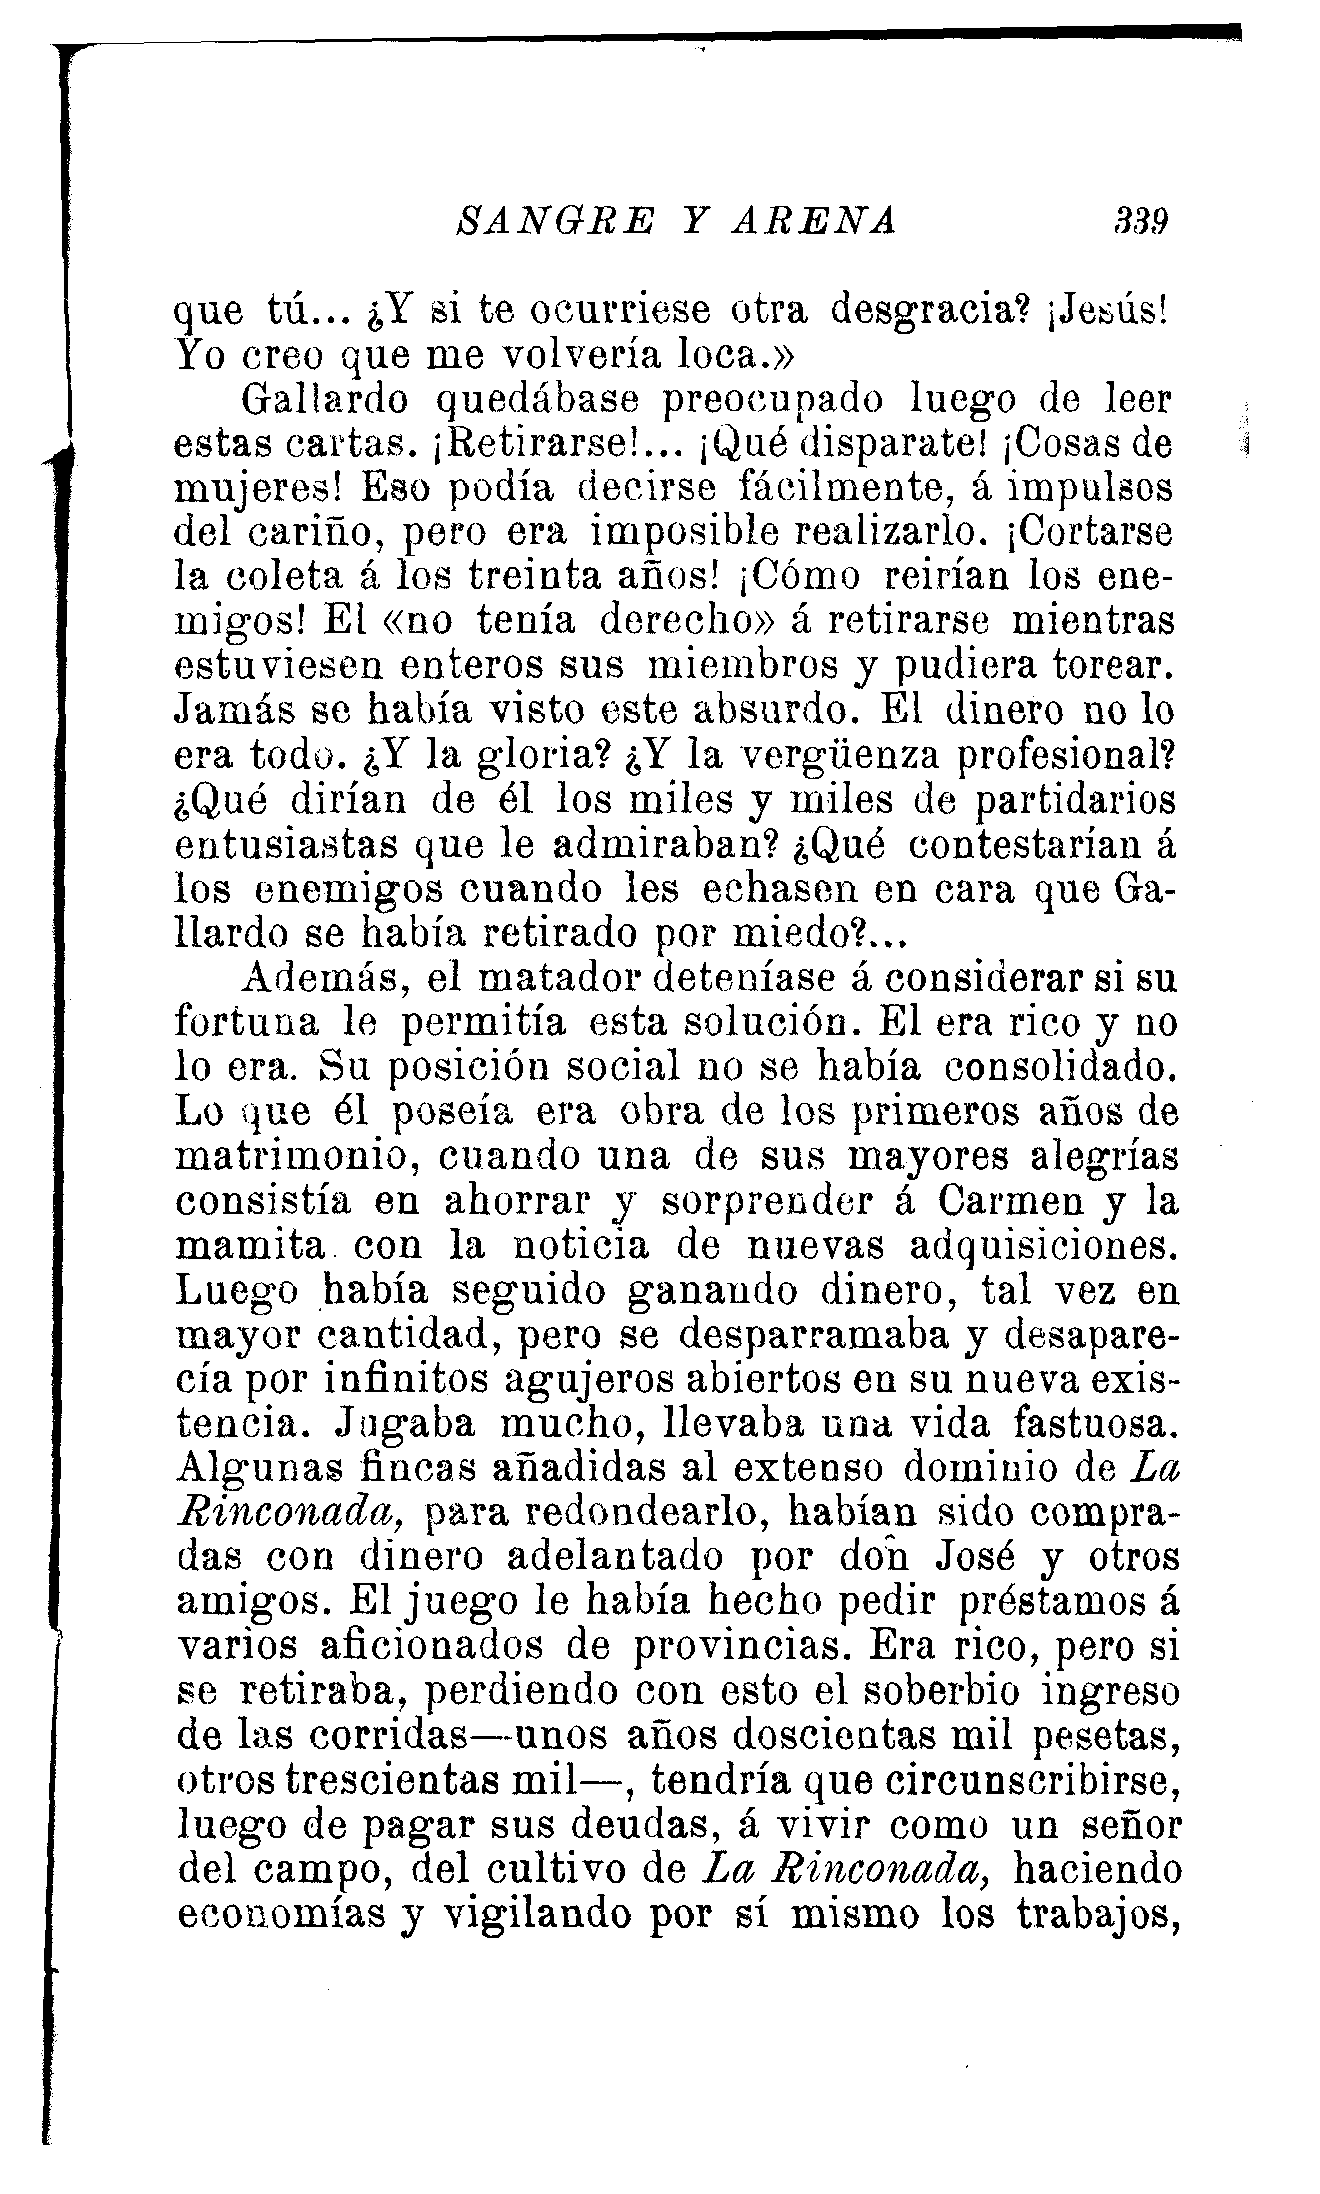 SANGRE Y ARENA 339
que tú... ¿Y si te ocurriese otra desgracia? ¡Jesús!
Yo creo que me volvería loca.»
Gallardo quedábase preocupado luego de leer
estas cartas. ¡Retirarse!... ¡Qué disparate! ¡Cosas de
mujeres! Eso podía decirse fácilmente, á impulsos
del cariño, pero era imposible realizarlo. ¡Cortarse
la coleta á los treinta años! ¡Cómo reirían los ene-
migos! El «no tenía derecho» á retirarse mientras
estuviesen enteros sus miembros y pudiera torear.
Jamás se había visto este absurdo. El dinero no lo
era todo. ¿Y la gloria? ¿Y la vergüenza profesional?
¿Qué dirían de él los miles y miles de partidarios
entusiastas que le admiraban? ¿Qué contestarían á
los enemigos cuando les echasen en cara que Ga-
llardo se había retirado por miedo?...
Además, el matador deteníase á considerar si su
fortuna le permitía esta solución. El era rico y no
lo era. Su posición social no se había consolidado.
Lo que él poseía era obra de los primeros años de
matrimonio, cuando una de sus mayores alegrías
consistía en ahorrar y sorprender á Carmen y la
mamita con la noticia de nuevas adquisiciones.
Luego había seguido ganando dinero, tal vez en
mayor cantidad, pero se desparramaba y desapare-
cía por infinitos agujeros abiertos en su nueva exis-
tencia. Jugaba mucho, llevaba una vida fastuosa.
Algunas fincas añadidas al extenso dominio de La
Rinconada, para redondearlo, habían sido compra-
das con dinero adelantado por don José y otros
amigos. El juego le había hecho pedir préstamos á
varios aficionados de provincias. Era rico, pero si
se retiraba, perdiendo con esto el soberbio ingreso
de las corridas—unos años doscientas mil pesetas,
otros trescientas mil—, tendría que circunscribirse,
luego de pagar sus deudas, á vivir como un señor
del campo, del cultivo de La Rinconada, haciendo
economías y vigilando por sí mismo los trabajos,